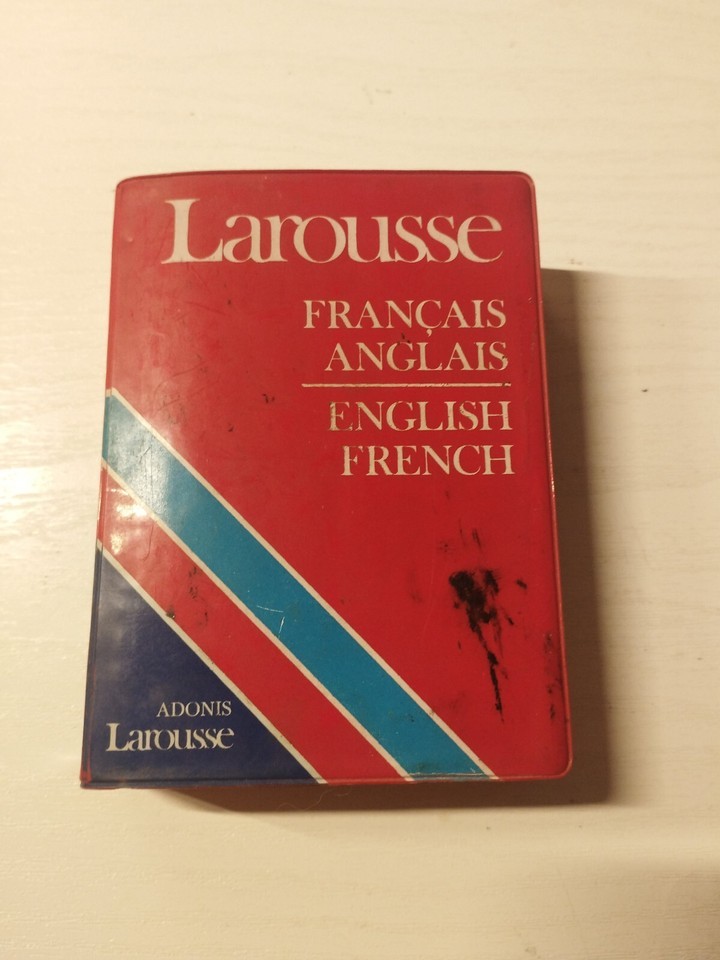 Larousse
FRANÇAIS
ANGLAIS
ENGLISH
FRENCH
ADONIS
Larousse